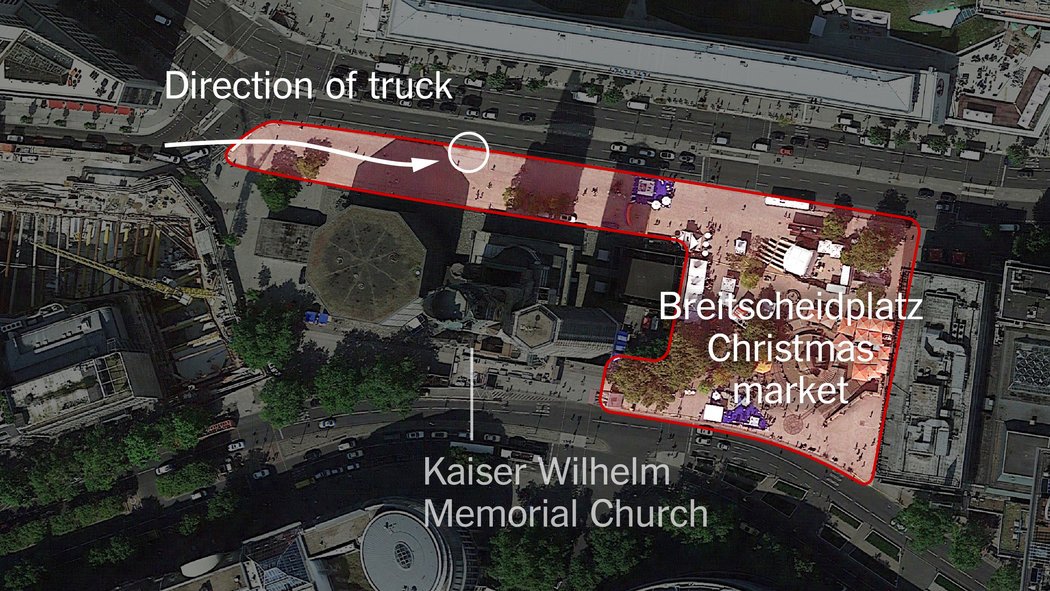 Direction of truck
Breitscheidplatz
Christmas
market
Kaiser Wilhelm
Memorial Church